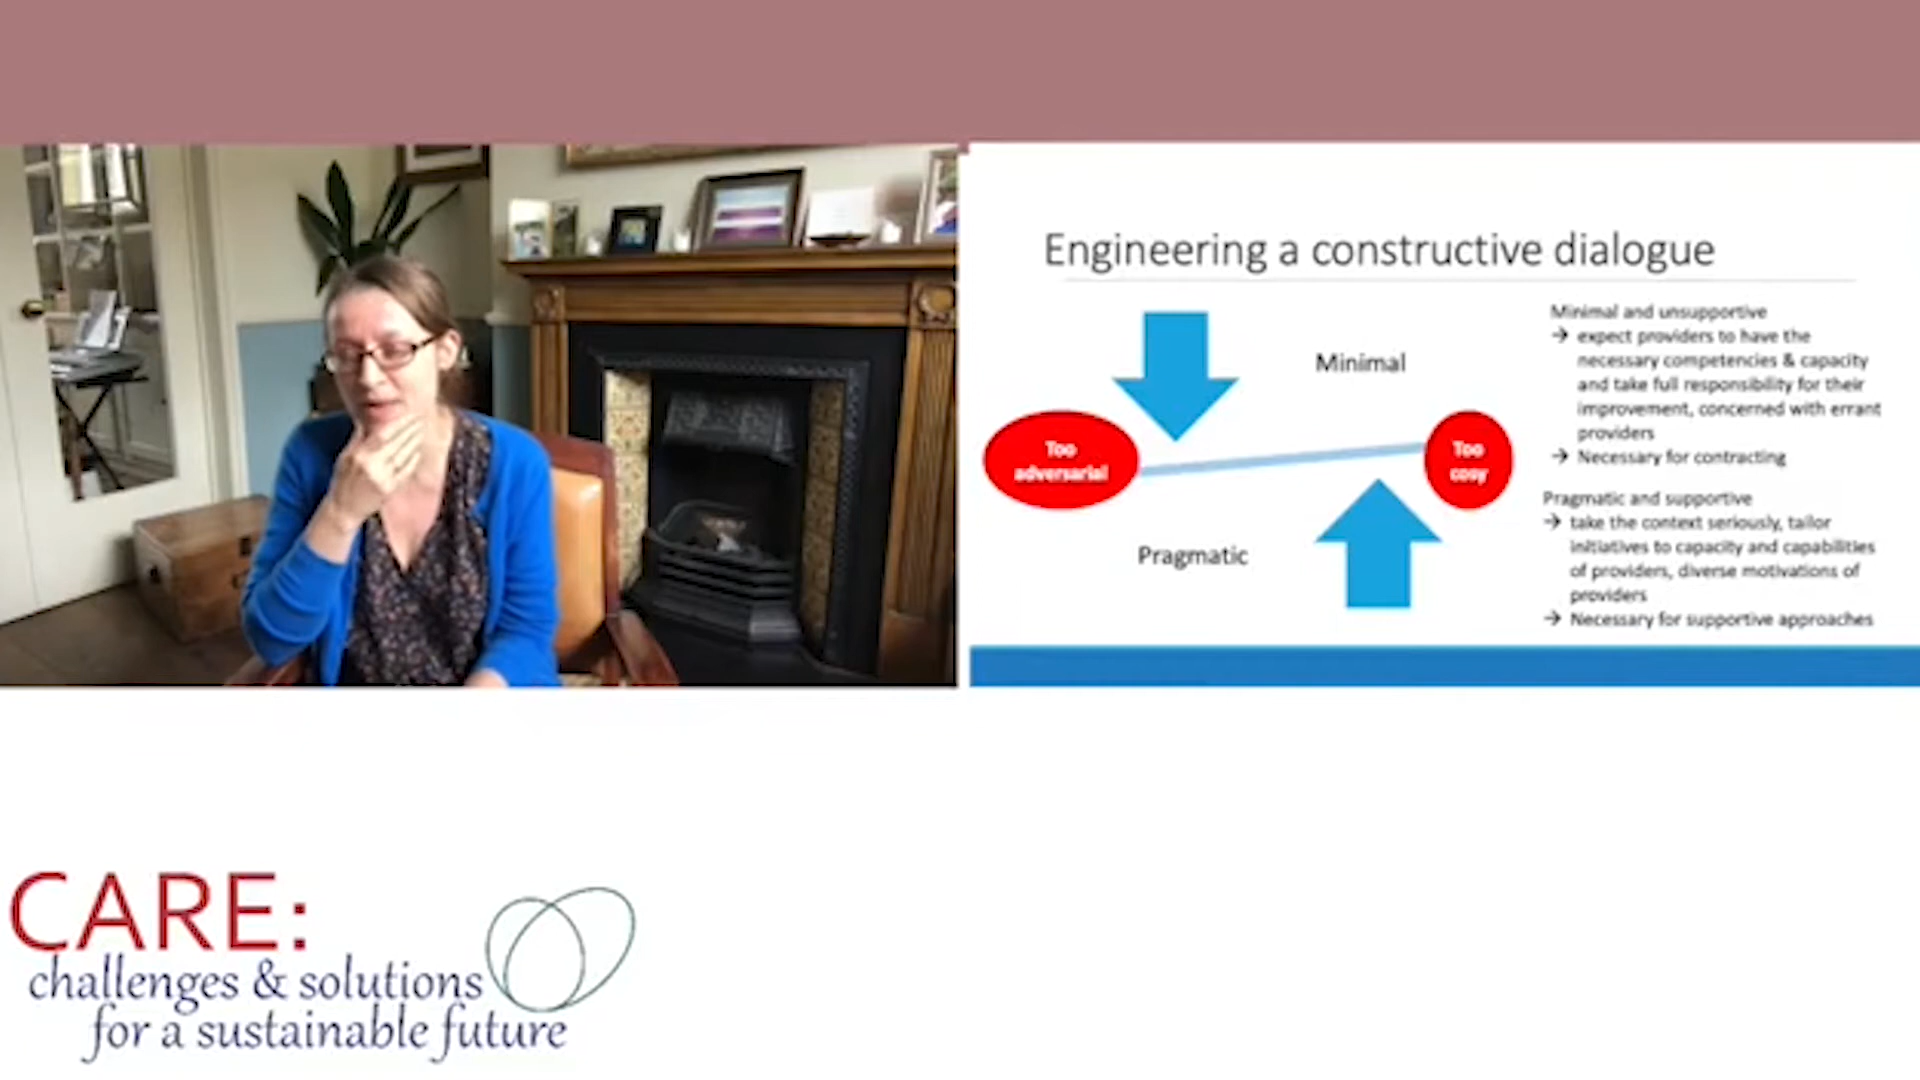 Engineering a constructive dialogue
Minimal
Too
adversarial
Too
cosy
Pragmatic
Minimal and unsupportive
→ expect providers to have the
necessary competencies & capacity
and take full responsibility for their
improvement, concerned with errant
providers
→ Necessary for contracting
Pragmatic and supportive
→ take the context seriously, tailor
initiatives to capacity and capabilities
of providers, diverse motivations of
providers
→ Necessary for supportive approaches
CARE:
challenges & solutions
for a sustainable future